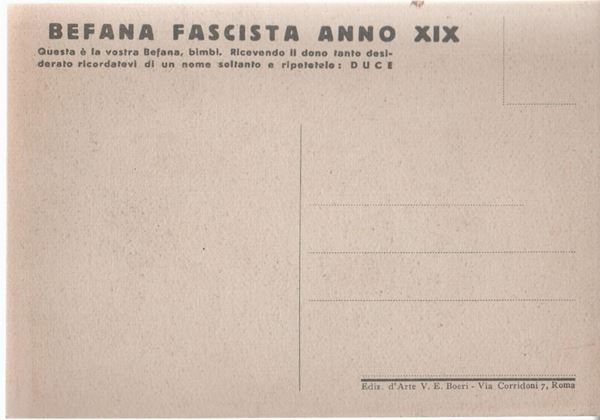 BEFANA FASCISTA ANNO XIX
Questa è la vostra Befana, bimbi. Ricevendo il dono tanto desi-
derato ricordatevi di un nome soltanto e ripetetelo: DUCE
Ediz. d'Arte V. E. Boeri - Via Corridoni 7, Roma